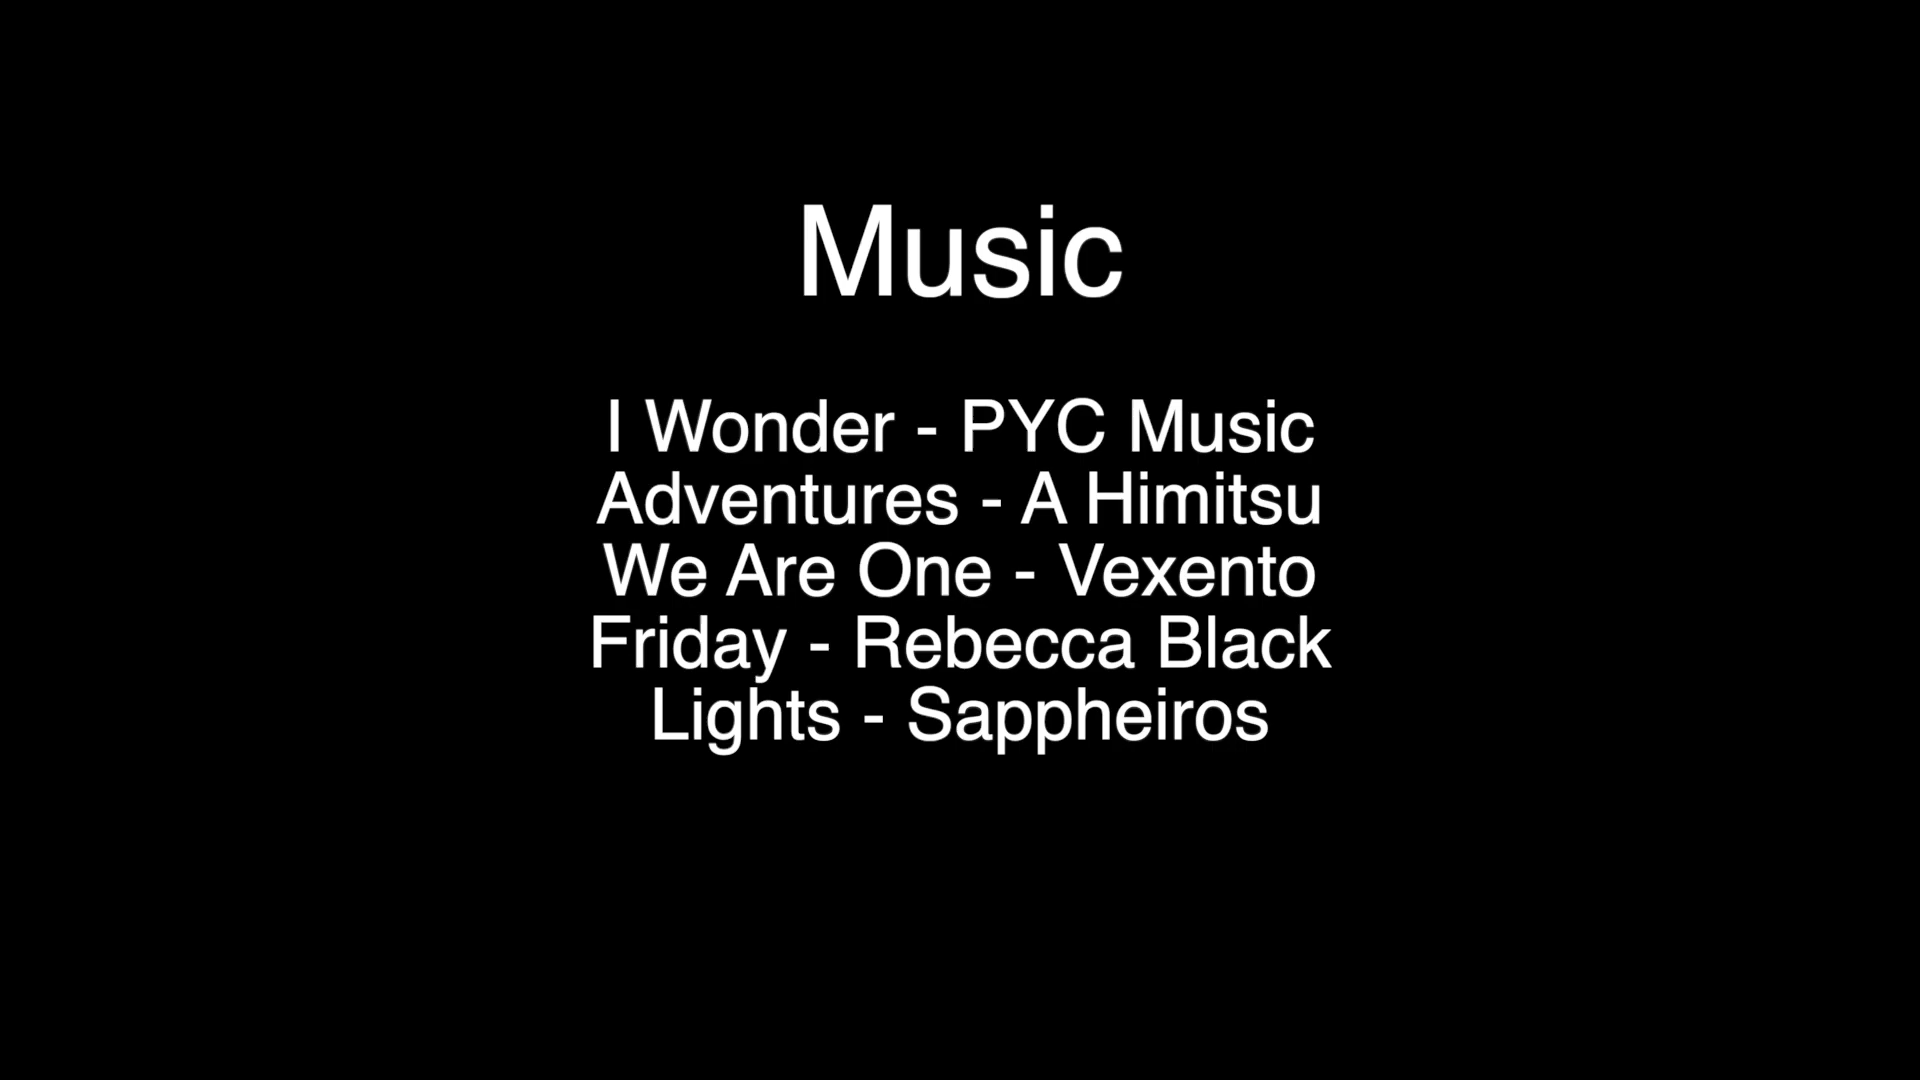 Music
I Wonder - PYC Music
Adventures - A Himitsu
We Are One - Vexento
Friday - Rebecca Black
Lights - Sappheiros